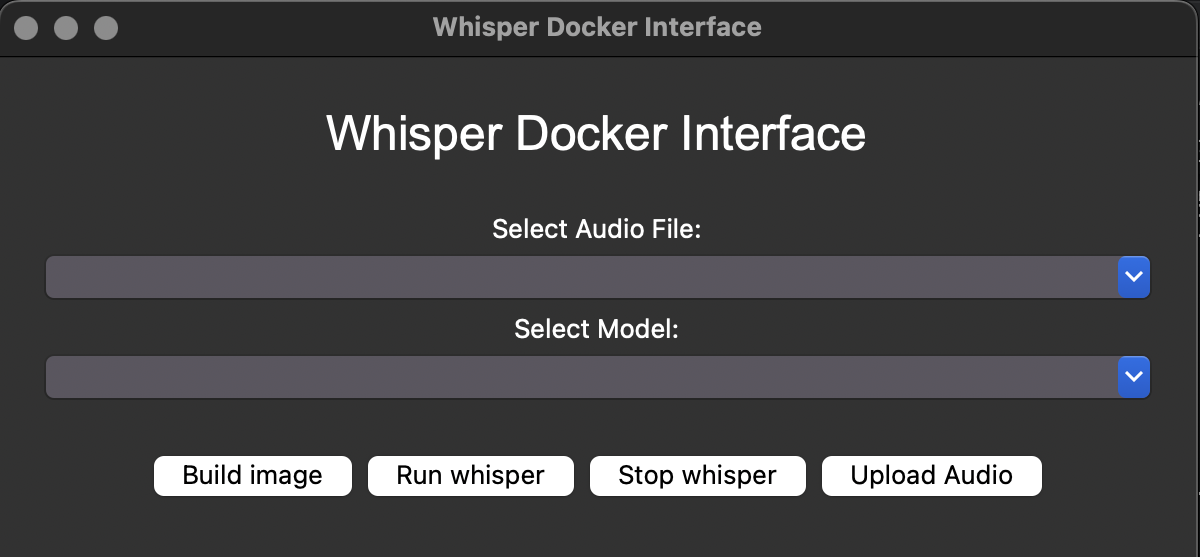 Whisper Docker Interface
Whisper Docker Interface
Select Audio File:
Select Model:
Build image Run whisper Stop whisper Upload Audio